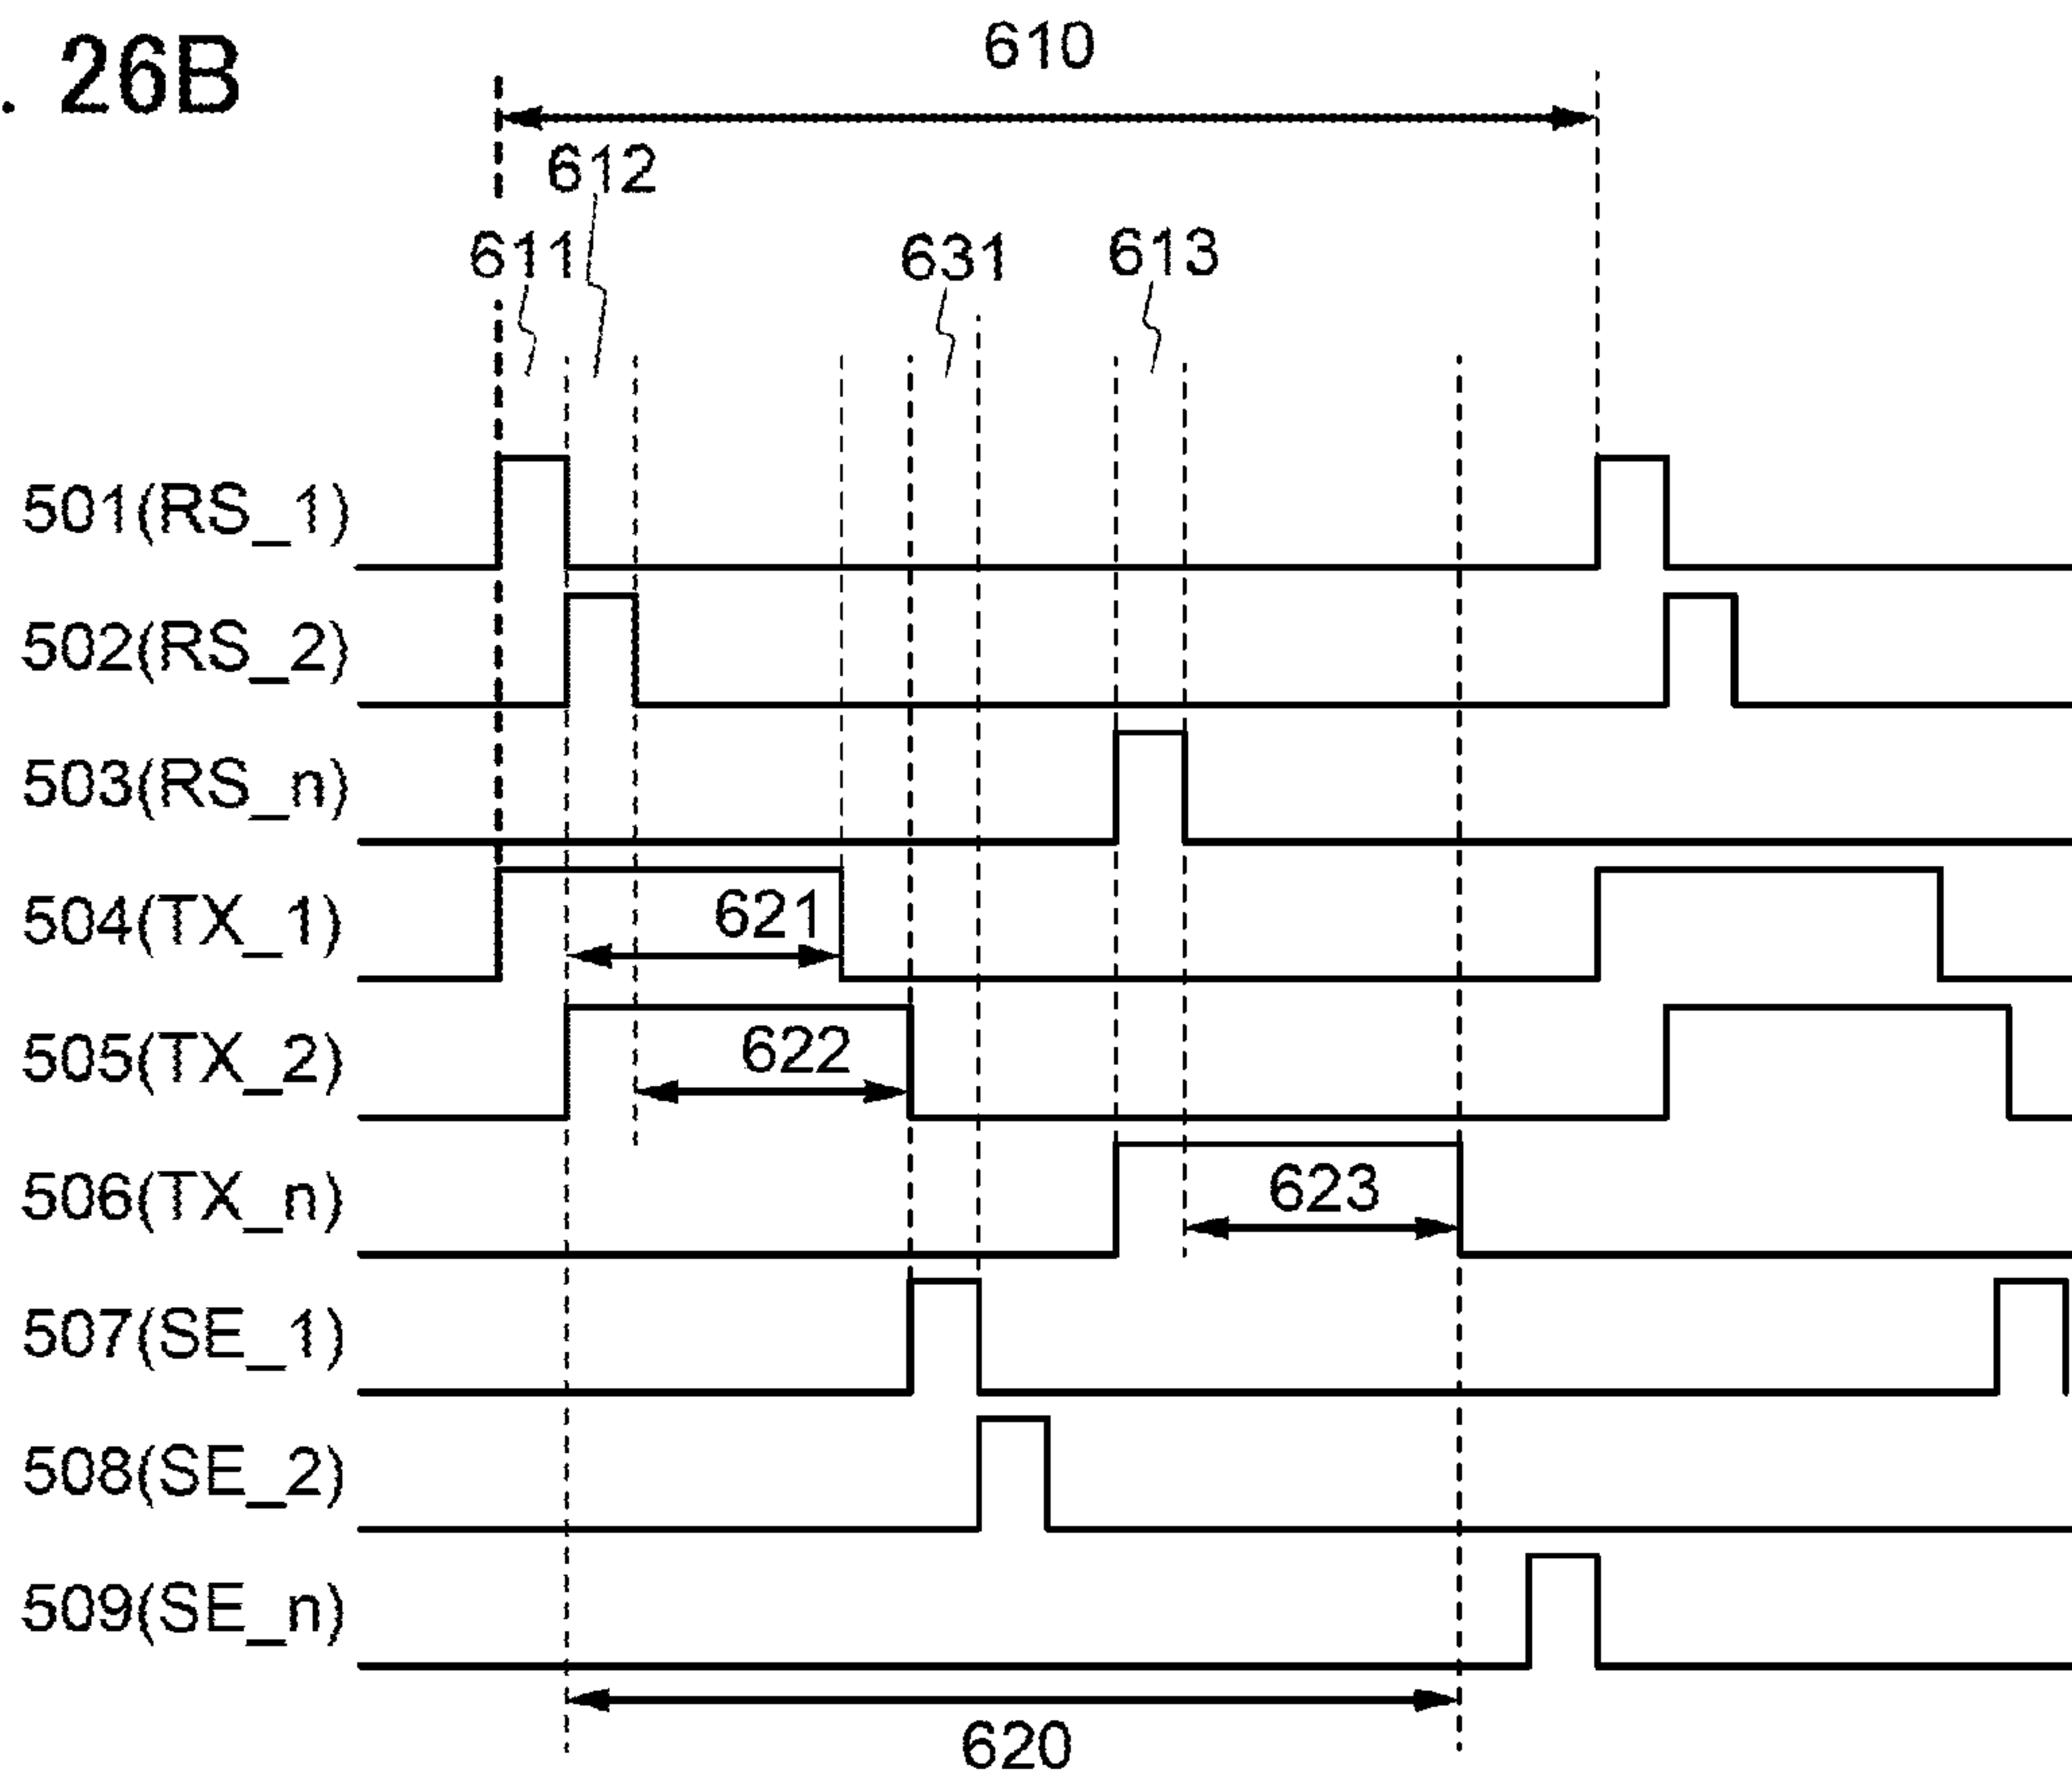 . 26B
610
612
611
631
613
501(RS_1)
502(RS_2)
503(RS_n)
504(TX_1)
621
505(TX_2)
622
506(TX_n)
623
507(SE_1)
508(SE_2)
509(SE_n)
620